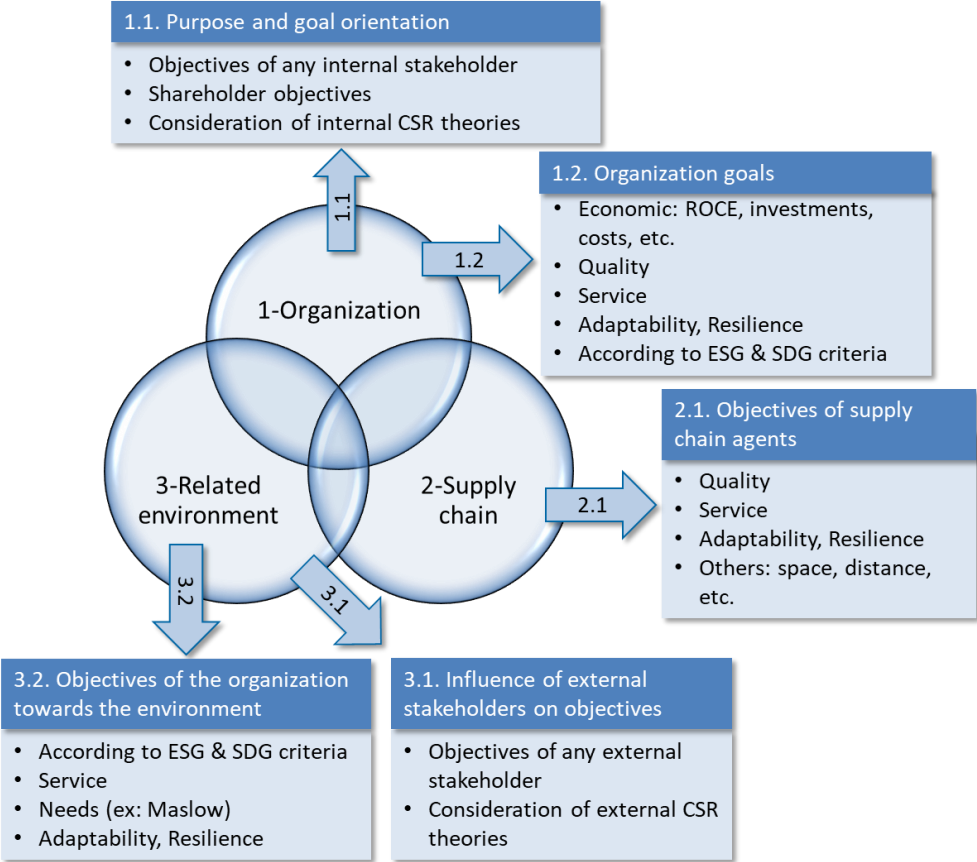 1.1. Purpose and goal orientation
• Objectives of any internal stakeholder
• Shareholder objectives
• Consideration of internal CSR theories
1.1
1.2. Organization goals
• Economic: ROCE, investments,
costs, etc.
• Quality
• Service
• Adaptability, Resilience
• According to ESG & SDG criteria
1.2
1-Organization
2.1. Objectives of supply
chain agents
• Quality
• Service
• Adaptability, Resilience
• Others: space, distance,
etc.
3-Related
environment
2-Supply
chain
2.1
3.2
3.1
3.2. Objectives of the organization
towards the environment
• According to ESG & SDG criteria
• Service
• Needs (ex: Maslow)
• Adaptability, Resilience
3.1. Influence of external
stakeholders on objectives
• Objectives of any external
stakeholder
• Consideration of external CSR
theories